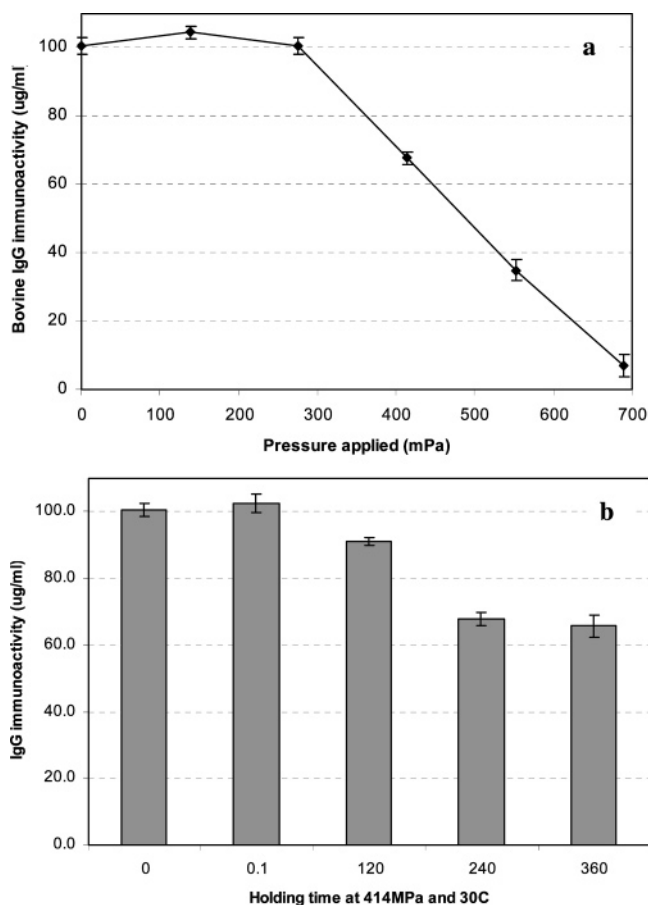 a
Bovine IgG immunoactivity (ug/ml)
100
80
60
40
20
0
0 100 200 300 400 500 600 700
Pressure applied (mPa)
b
IgG immunoactivity (ug/ml)
100.0
80.0
60.0
40.0
20.0
0.0
0 0.1 120 240 360
Holding time at 414MPa and 30C